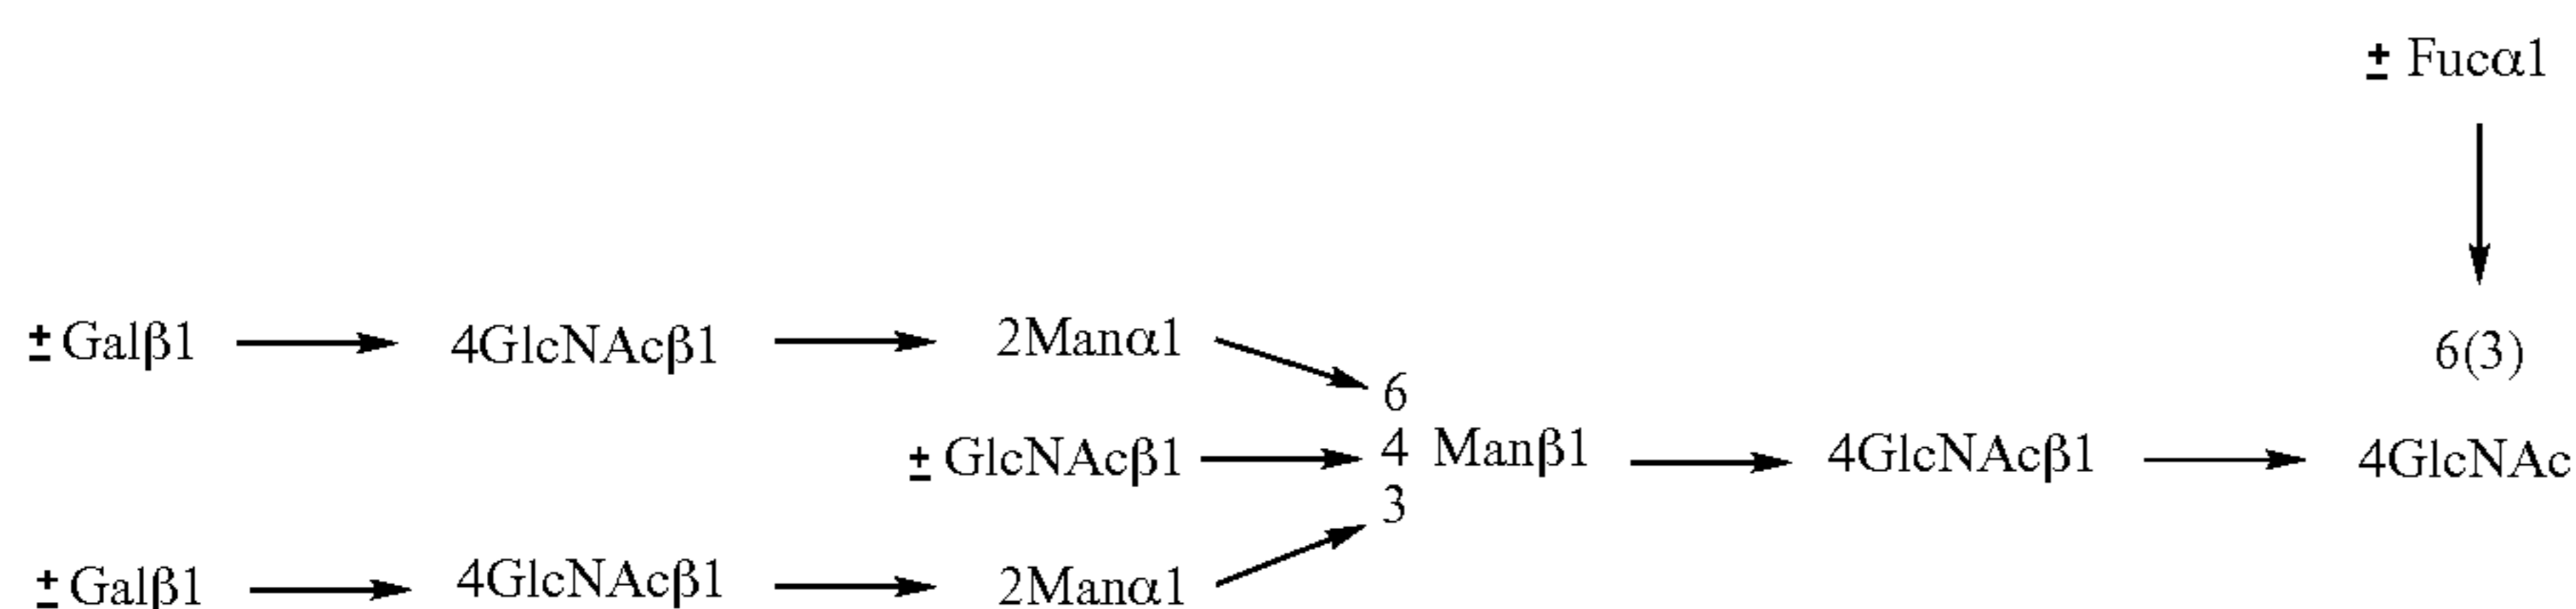 ± Fucα1
± Galβ1 4GlcNAcβ1 2Manα1 6(3)
6
± GlcNAcβ1 4 Manβ1 4GlcNAcβ1 4GlcNAc
3
± Galβ1 4GlcNAcβ1 2Manα1